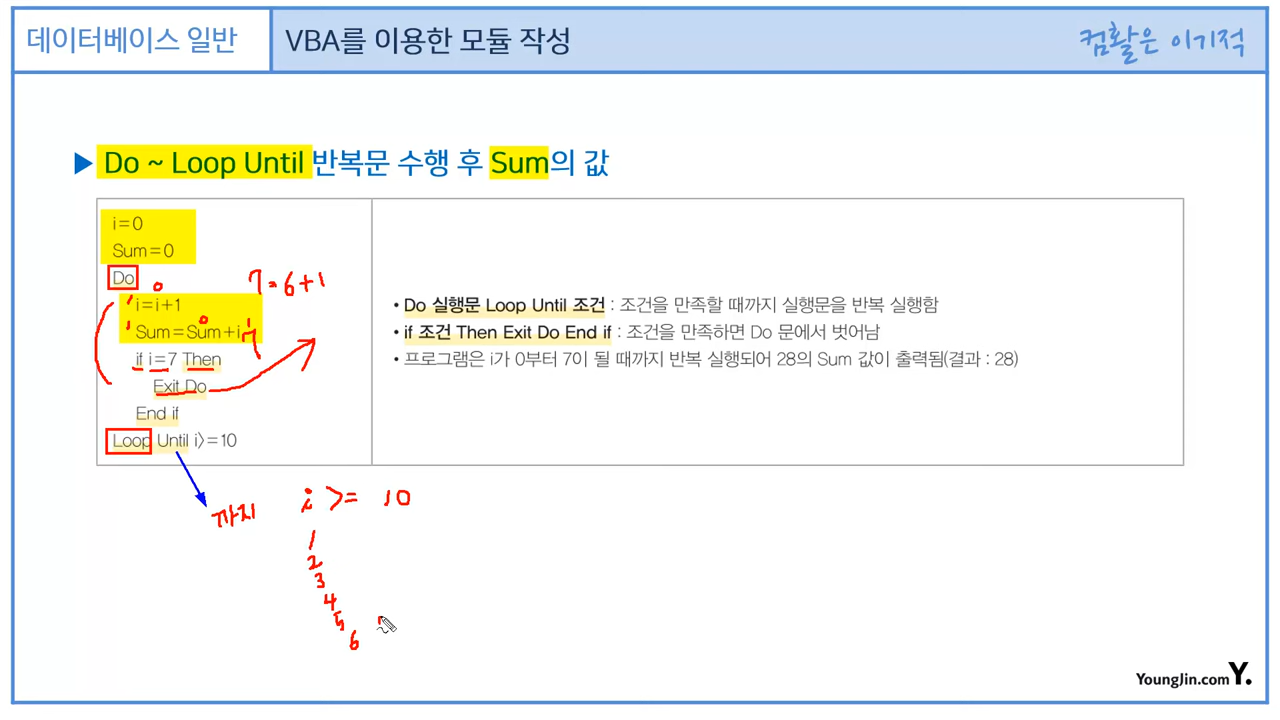 데이터베이스 일반
VBA를 이용한 모듈 작성
컴활은 이기적
▶ Do ~ Loop Until 반복문 수행 후 Sum의 값
i=0
Sum=0
Do
i=i+1
Sum=Sum+i
if i=7 Then
Exit Do
End if
Loop Until i>=10
0
7=6+1
1
1
0
1
7
• Do 실행문 Loop Until 조건 : 조건을 만족할 때까지 실행문을 반복 실행함
• if 조건 Then Exit Do End if : 조건을 만족하면 Do 문에서 벗어남
• 프로그램은 i가 0부터 7이 될 때까지 반복 실행되어 28의 Sum 값이 출력됨(결과 : 28)
까지
i >= 10
1
2
3
4
5
6
YoungJin.com Y.